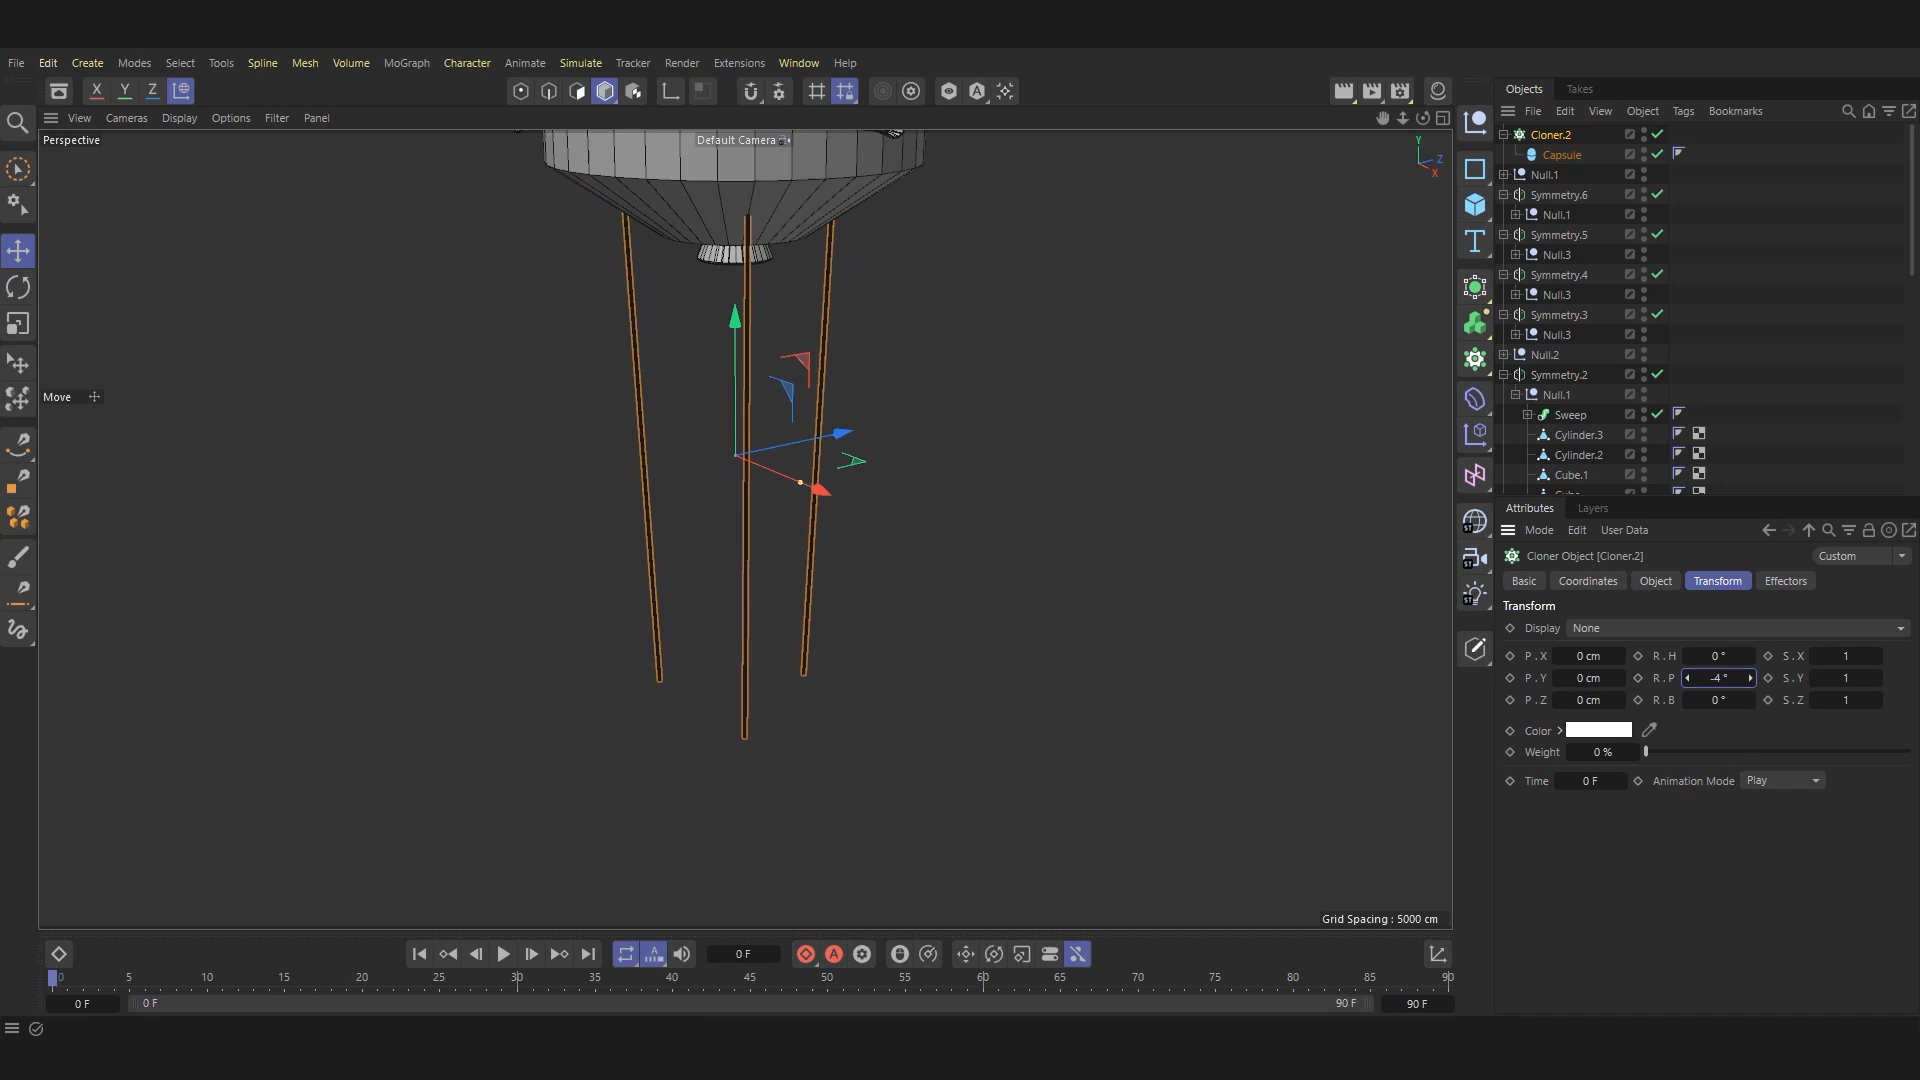 File Edit Create Modes Select Tools Spline Mesh Volume MoGraph Character Animate Simulate Tracker Render Extensions Window Help
X Y Z
Objects Takes
File Edit View Object Tags Bookmarks
View Cameras Display Options Filter Panel
Perspective
Default Camera
Y
Z
X
Cloner.2
Capsule
Null.1
Symmetry.6
Null.1
Symmetry.5
Null.3
Symmetry.4
Null.3
Symmetry.3
Null.3
Null.2
Symmetry.2
Null.1
Sweep
Cylinder.3
Cylinder.2
Cube.1
Move
Attributes Layers
Mode Edit User Data
Cloner Object [Cloner.2] Custom
Basic Coordinates Object Transform Effectors
Transform
Display None
P . X 0 cm R . H 0 ° S . X 1
P . Y 0 cm R . P -4 ° S . Y 1
P . Z 0 cm R . B 0 ° S . Z 1
Color
Weight 0 %
Time 0 F Animation Mode Play
ST
ST
ST
Grid Spacing : 5000 cm
0 F
0 5 10 15 20 25 30 35 40 45 50 55 60 65 70 75 80 85 90
0 F 0 F 90 F 90 F